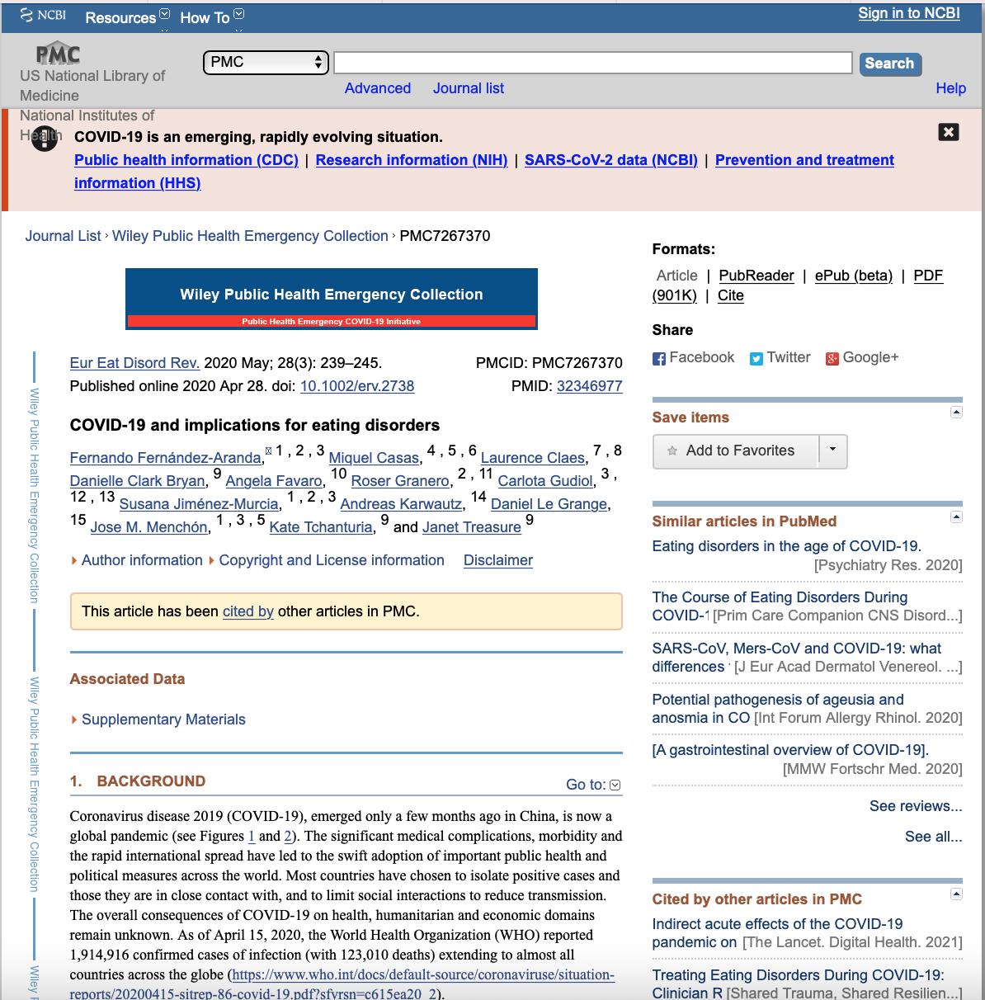 NCBI Resources How To Sign in to NCBI
PMC
US National Library of
Medicine
National Institutes of
Health
PMC Search
Advanced Journal list
Help
COVID-19 is an emerging, rapidly evolving situation.
Public health information (CDC) | Research information (NIH) | SARS-CoV-2 data (NCBI) | Prevention and treatment
information (HHS)
Journal List › Wiley Public Health Emergency Collection › PMC7267370
Wiley Public Health Emergency Collection
Public Health Emergency COVID-19 Initiative
Wiley Public Health Emergency Collection
Wiley Public Health Emergency Collection
Wiley
Eur Eat Disord Rev. 2020 May; 28(3): 239–245. PMCID: PMC7267370
Published online 2020 Apr 28. doi: 10.1002/erv.2738 PMID: 32346977
COVID-19 and implications for eating disorders
Fernando Fernández-Aranda, 1 , 2 , 3 Miquel Casas, 4 , 5 , 6 Laurence Claes, 7 , 8
Danielle Clark Bryan, 9 Angela Favaro, 10 Roser Granero, 2 , 11 Carlota Gudiol, 3 ,
12 , 13 Susana Jiménez-Murcia, 1 , 2 , 3 Andreas Karwautz, 14 Daniel Le Grange,
15 Jose M. Menchón, 1 , 3 , 5 Kate Tchanturia, 9 and Janet Treasure 9
Author information Copyright and License information Disclaimer
This article has been cited by other articles in PMC.
Associated Data
Supplementary Materials
1. BACKGROUND Go to:
Coronavirus disease 2019 (COVID-19), emerged only a few months ago in China, is now a
global pandemic (see Figures 1 and 2). The significant medical complications, morbidity and
the rapid international spread have led to the swift adoption of important public health and
political measures across the world. Most countries have chosen to isolate positive cases and
those they are in close contact with, and to limit social interactions to reduce transmission.
The overall consequences of COVID-19 on health, humanitarian and economic domains
remain unknown. As of April 15, 2020, the World Health Organization (WHO) reported
1,914,916 confirmed cases of infection (with 123,010 deaths) extending to almost all
countries across the globe (https://www.who.int/docs/default-source/coronaviruse/situation-
reports/20200415-sitrep-86-covid-19.pdf?sfvrsn=c615ea20_2).
Formats:
Article | PubReader | ePub (beta) | PDF
(901K) | Cite
Share
Facebook Twitter Google+
Save items
Add to Favorites
Similar articles in PubMed
Eating disorders in the age of COVID-19.
[Psychiatry Res. 2020]
The Course of Eating Disorders During
COVID-1 [Prim Care Companion CNS Disord...]
SARS-CoV, Mers-CoV and COVID-19: what
differences [J Eur Acad Dermatol Venereol. ...]
Potential pathogenesis of ageusia and
anosmia in CO [Int Forum Allergy Rhinol. 2020]
[A gastrointestinal overview of COVID-19].
[MMW Fortschr Med. 2020]
See reviews...
See all...
Cited by other articles in PMC
Indirect acute effects of the COVID-19
pandemic on [The Lancet. Digital Health. 2021]
Treating Eating Disorders During COVID-19:
Clinician R [Shared Trauma, Shared Resilien...]